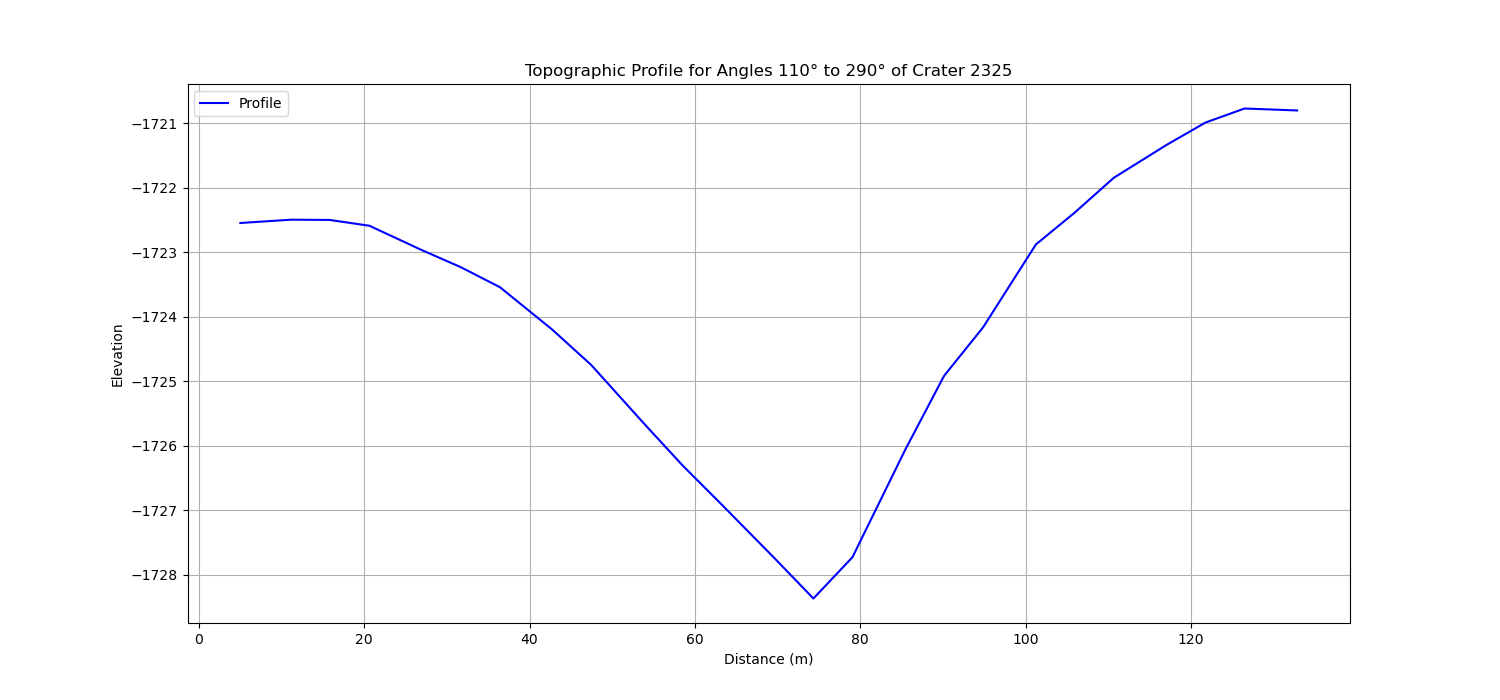 Topographic Profile for Angles 110° to 290° of Crater 2325
Profile
−1721
−1722
−1723
−1724
−1725
−1726
−1727
−1728
Elevation
0 20 40 60 80 100 120
Distance (m)